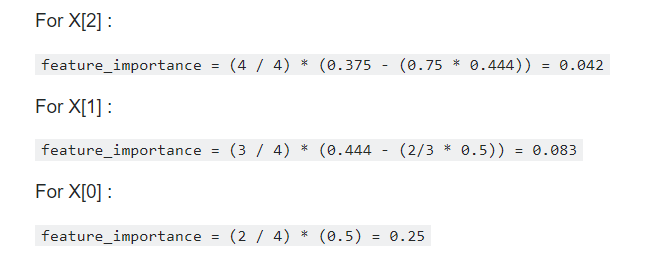 For X[2] :
feature_importance = (4 / 4) * (0.375 - (0.75 * 0.444)) = 0.042
For X[1] :
feature_importance = (3 / 4) * (0.444 - (2/3 * 0.5)) = 0.083
For X[0] :
feature_importance = (2 / 4) * (0.5) = 0.25